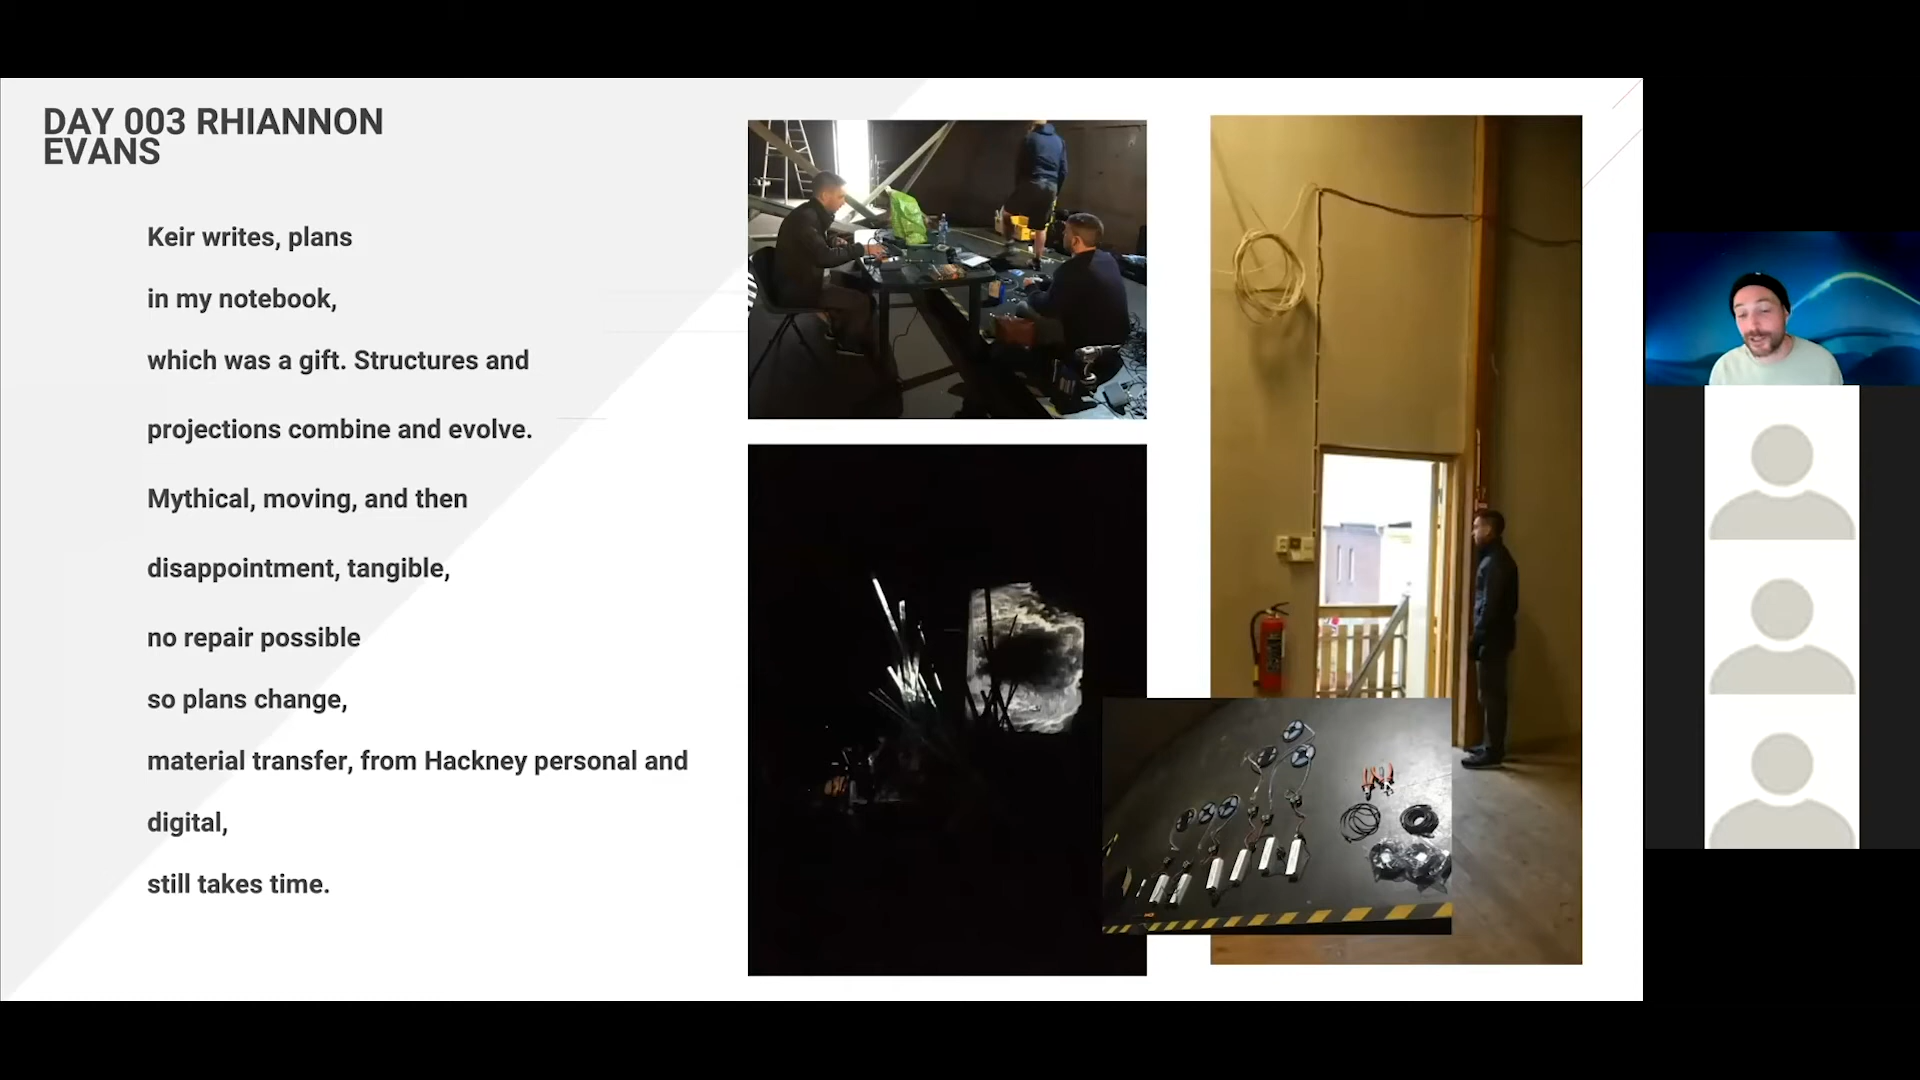 DAY 003 RHIANNON
EVANS
Keir writes, plans
in my notebook,
which was a gift. Structures and
projections combine and evolve.
Mythical, moving, and then
disappointment, tangible,
no repair possible
so plans change,
material transfer, from Hackney personal and
digital,
still takes time.